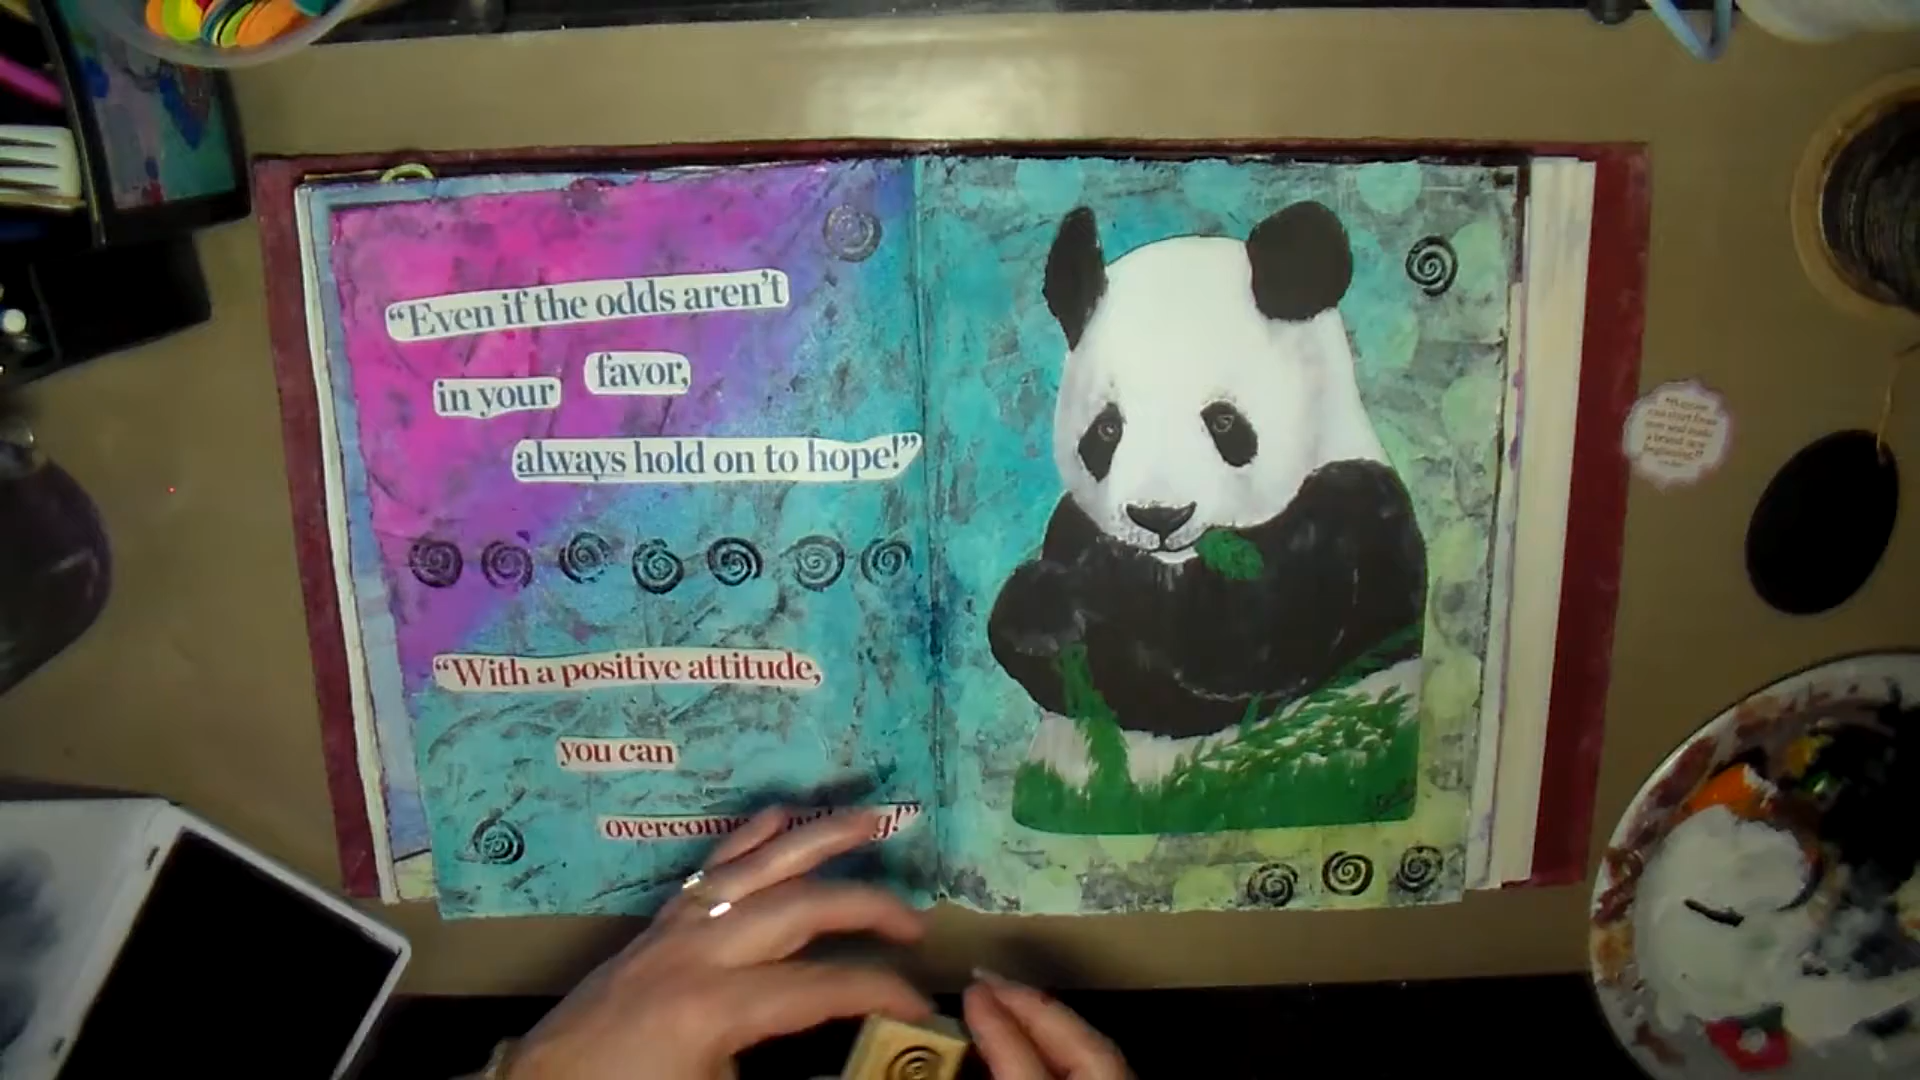 “Even if the odds aren’t
in your favor,
always hold on to hope!”
“With a positive attitude,
you can
overcome